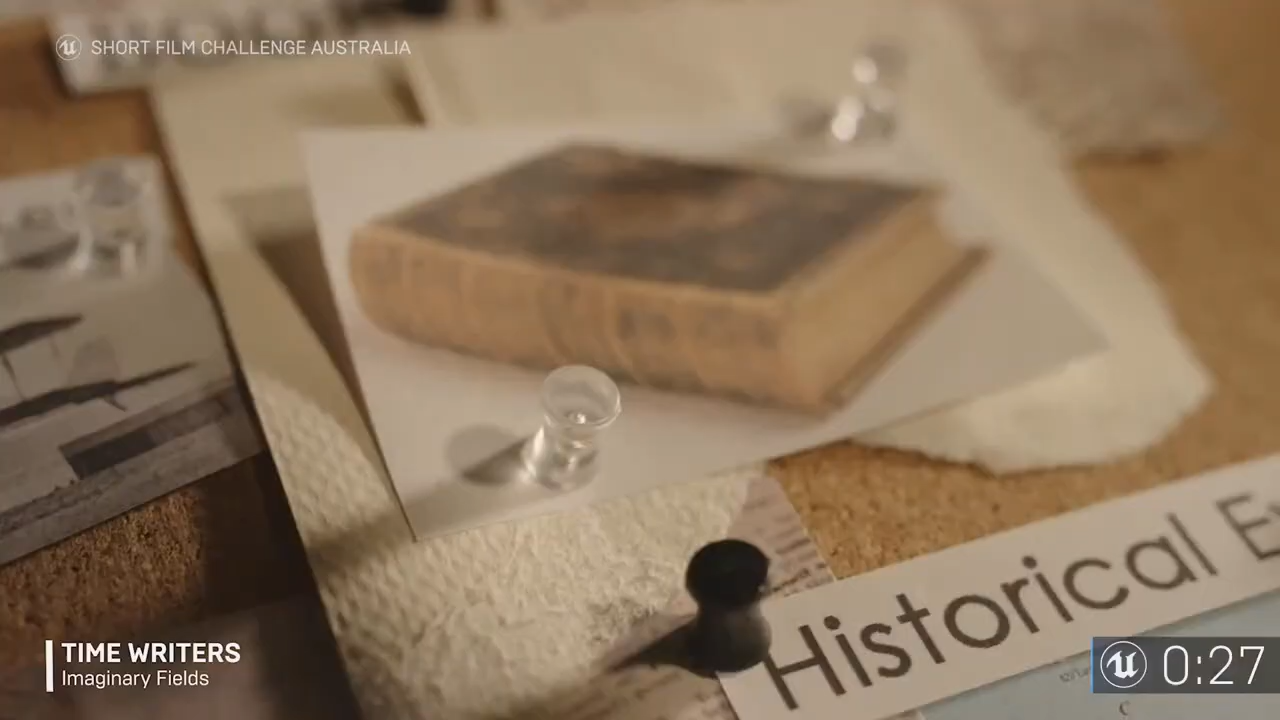 SHORT FILM CHALLENGE AUSTRALIA
Historical
TIME WRITERS
Imaginary Fields
0:27